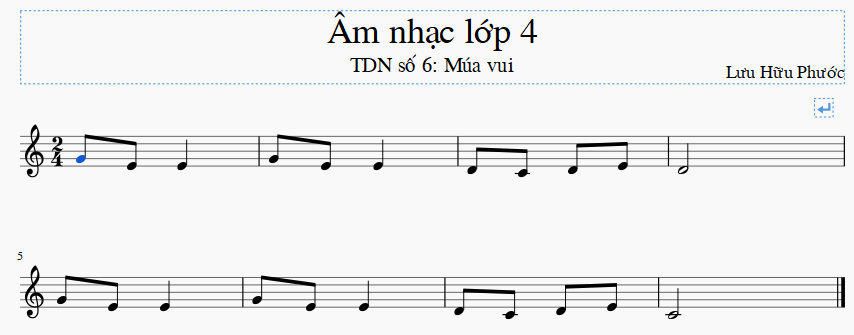 Âm nhạc lớp 4
TDN số 6: Múa vui
Lưu Hữu Phước
2
4
5